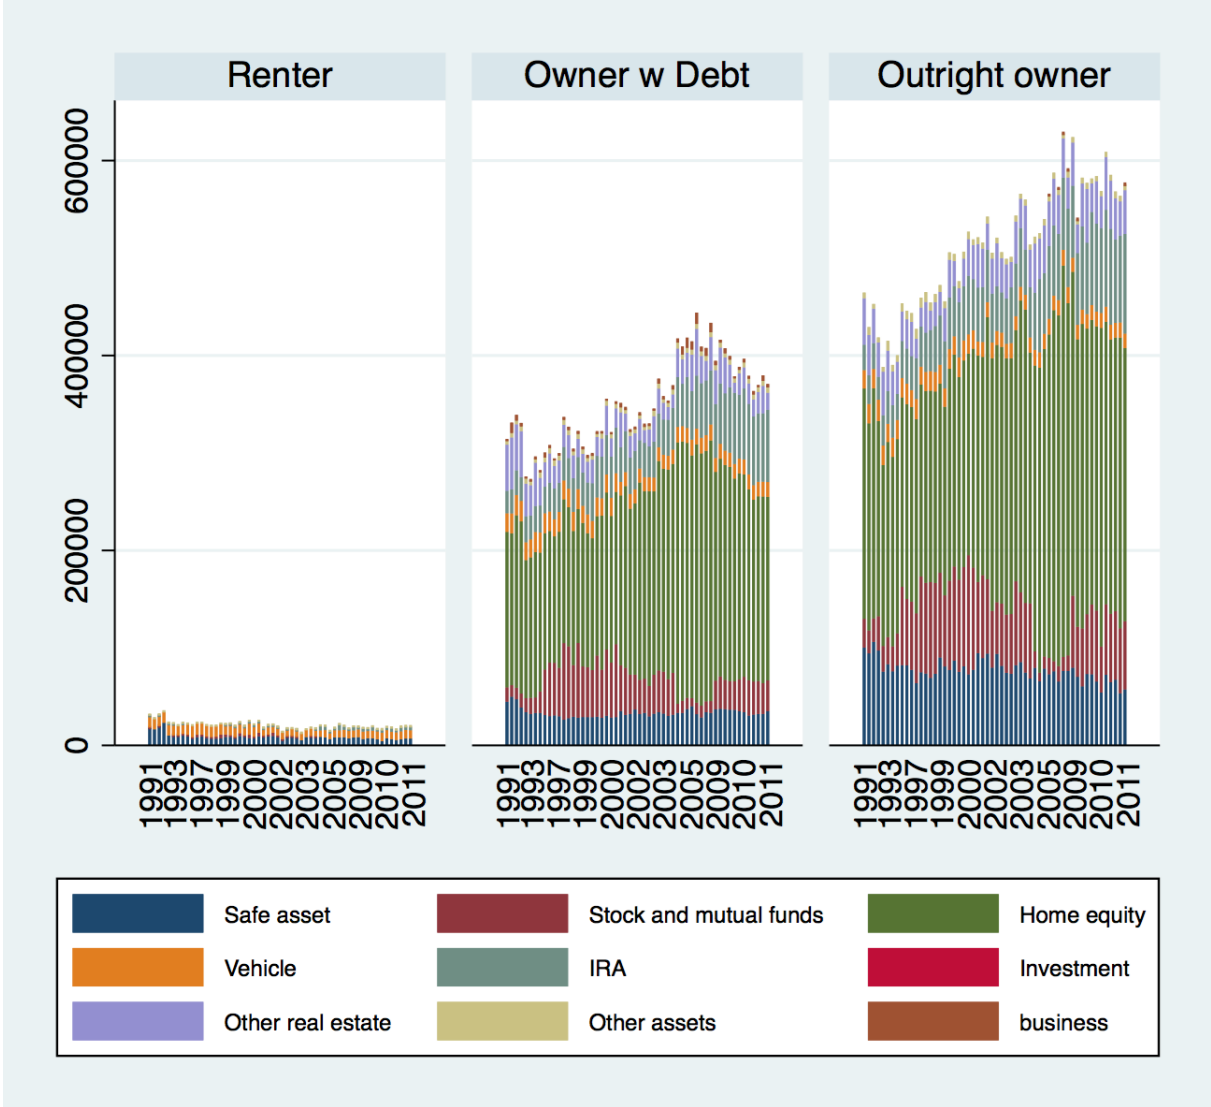 Renter Owner w Debt Outright owner
600000
400000
200000
0
1991 1993 1997 1999 2000 2002 2003 2005 2009 2010 2011 1991 1993 1997 1999 2000 2002 2003 2005 2009 2010 2011 1991 1993 1997 1999 2000 2002 2003 2005 2009 2010 2011
Safe asset Stock and mutual funds Home equity
Vehicle IRA Investment
Other real estate Other assets business